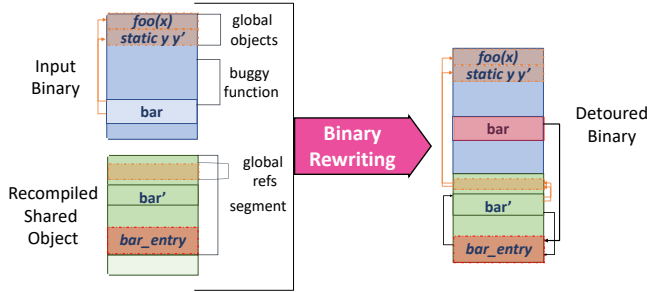 foo(x)
static y y’
global
objects
Input
Binary
buggy
function
bar
Recompiled
Shared
Object
global
refs
segment
bar’
bar_entry
Binary
Rewriting
foo(x)
static y y’
bar
Detoured
Binary
bar’
bar_entry